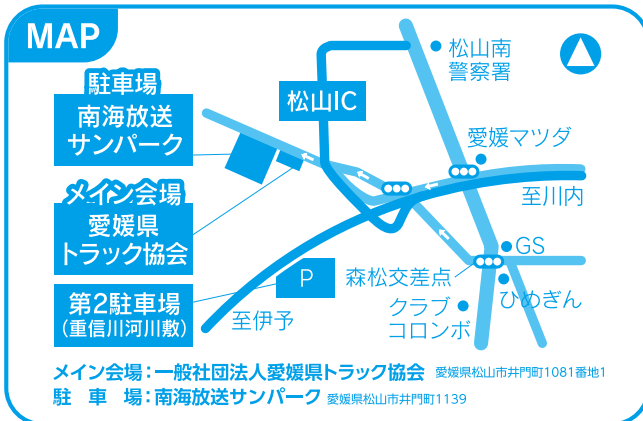 MAP
駐車場
南海放送
サンパーク
松山IC
松山南
警察署
愛媛マツダ
メイン会場
愛媛県
トラック協会
至川内
GS
P
森松交差点
第2駐車場
(重信川河川敷)
至伊予
クラブ
コロンボ
ひめぎん
メイン会場:一般社団法人愛媛県トラック協会 愛媛県松山市井門町1081番地1
駐 車 場:南海放送サンパーク 愛媛県松山市井門町1139